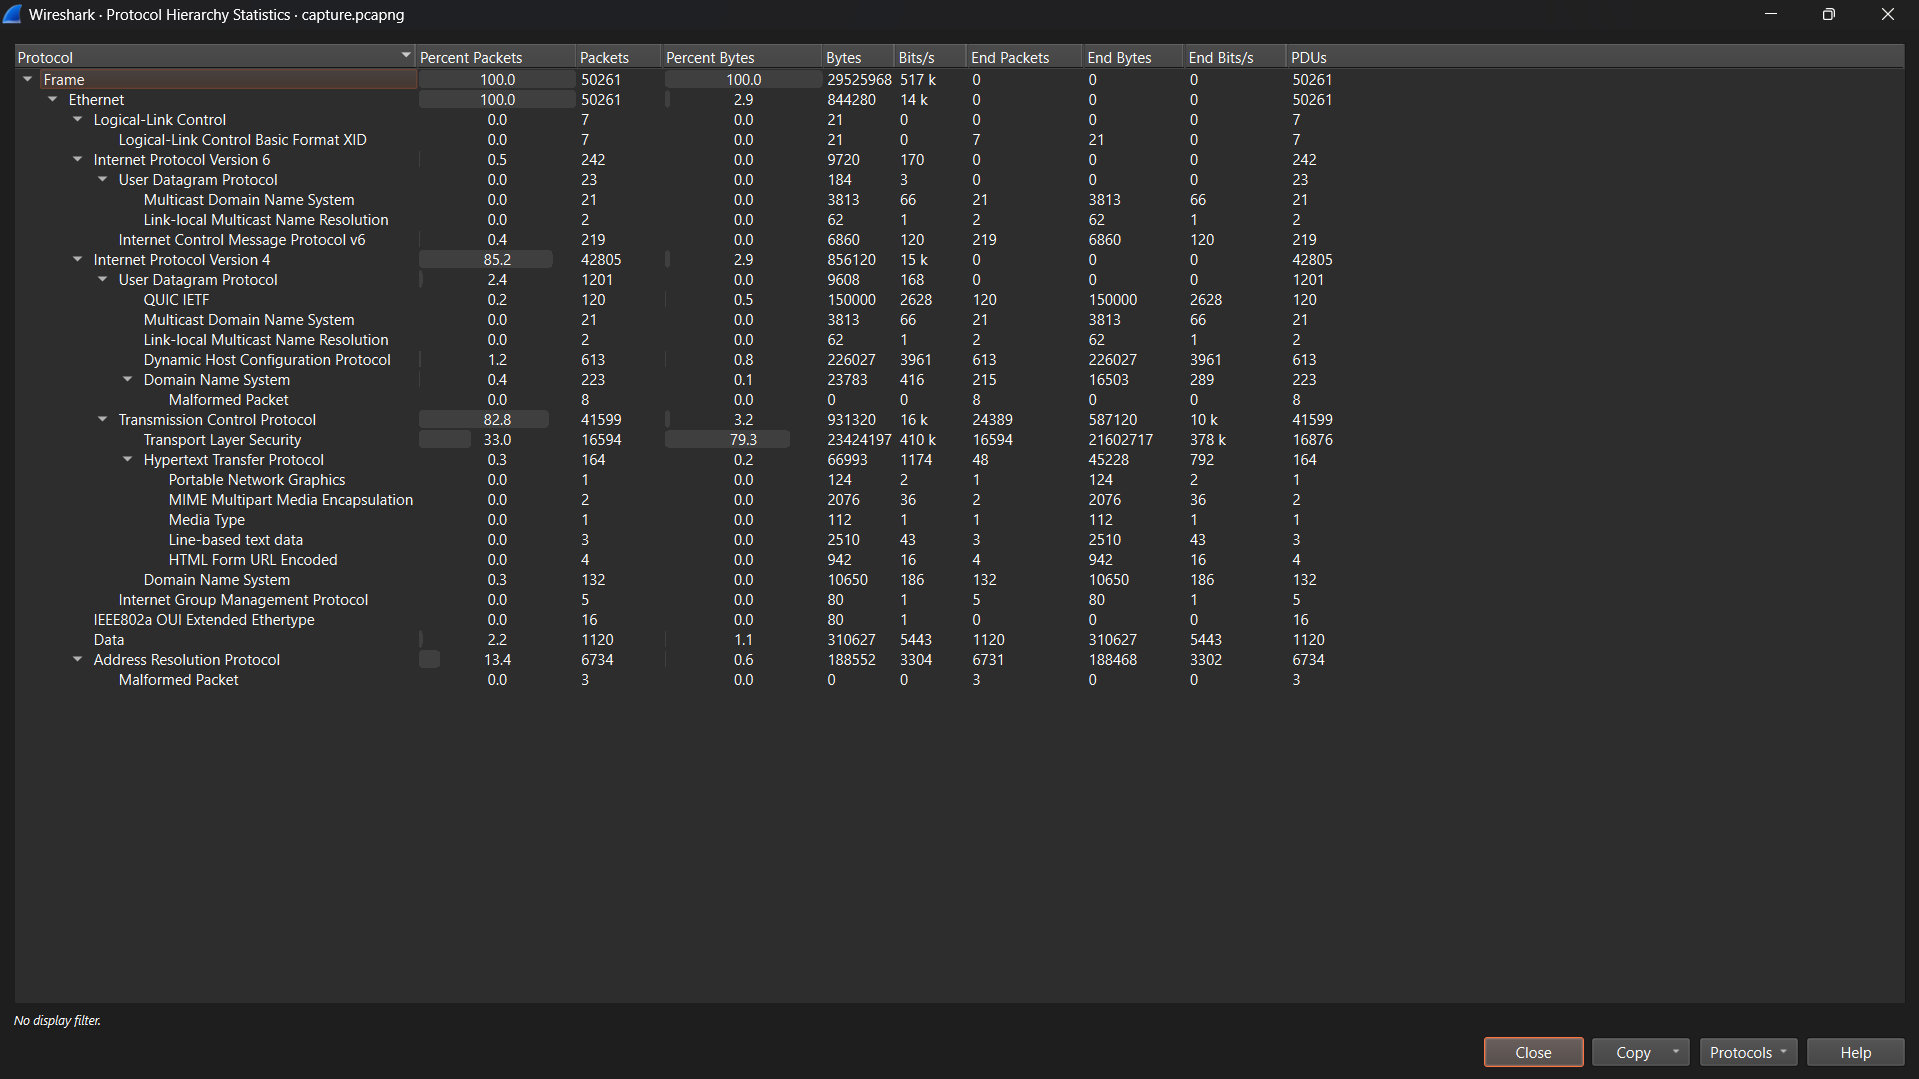 Wireshark · Protocol Hierarchy Statistics · capture.pcapng
Protocol Percent Packets Packets Percent Bytes Bytes Bits/s End Packets End Bytes End Bits/s PDUs
Frame 100.0 50261 100.0 29525968 517 k 0 0 0 50261
Ethernet 100.0 50261 2.9 844280 14 k 0 0 0 50261
Logical-Link Control 0.0 7 0.0 21 0 0 0 0 7
Logical-Link Control Basic Format XID 0.0 7 0.0 21 0 7 21 0 7
Internet Protocol Version 6 0.5 242 0.0 9720 170 0 0 0 242
User Datagram Protocol 0.0 23 0.0 184 3 0 0 0 23
Multicast Domain Name System 0.0 21 0.0 3813 66 21 3813 66 21
Link-local Multicast Name Resolution 0.0 2 0.0 62 1 2 62 1 2
Internet Control Message Protocol v6 0.4 219 0.0 6860 120 219 6860 120 219
Internet Protocol Version 4 85.2 42805 2.9 856120 15 k 0 0 0 42805
User Datagram Protocol 2.4 1201 0.0 9608 168 0 0 0 1201
QUIC IETF 0.2 120 0.5 150000 2628 120 150000 2628 120
Multicast Domain Name System 0.0 21 0.0 3813 66 21 3813 66 21
Link-local Multicast Name Resolution 0.0 2 0.0 62 1 2 62 1 2
Dynamic Host Configuration Protocol 1.2 613 0.8 226027 3961 613 226027 3961 613
Domain Name System 0.4 223 0.1 23783 416 215 16503 289 223
Malformed Packet 0.0 8 0.0 0 0 8 0 0 8
Transmission Control Protocol 82.8 41599 3.2 931320 16 k 24389 587120 10 k 41599
Transport Layer Security 33.0 16594 79.3 23424197 410 k 16594 21602717 378 k 16876
Hypertext Transfer Protocol 0.3 164 0.2 66993 1174 48 45228 792 164
Portable Network Graphics 0.0 1 0.0 124 2 1 124 2 1
MIME Multipart Media Encapsulation 0.0 2 0.0 2076 36 2 2076 36 2
Media Type 0.0 1 0.0 112 1 1 112 1 1
Line-based text data 0.0 3 0.0 2510 43 3 2510 43 3
HTML Form URL Encoded 0.0 4 0.0 942 16 4 942 16 4
Domain Name System 0.3 132 0.0 10650 186 132 10650 186 132
Internet Group Management Protocol 0.0 5 0.0 80 1 5 80 1 5
IEEE802a OUI Extended Ethertype 0.0 16 0.0 80 1 0 0 0 16
Data 2.2 1120 1.1 310627 5443 1120 310627 5443 1120
Address Resolution Protocol 13.4 6734 0.6 188552 3304 6731 188468 3302 6734
Malformed Packet 0.0 3 0.0 0 0 3 0 0 3
No display filter.
Close Copy Protocols Help